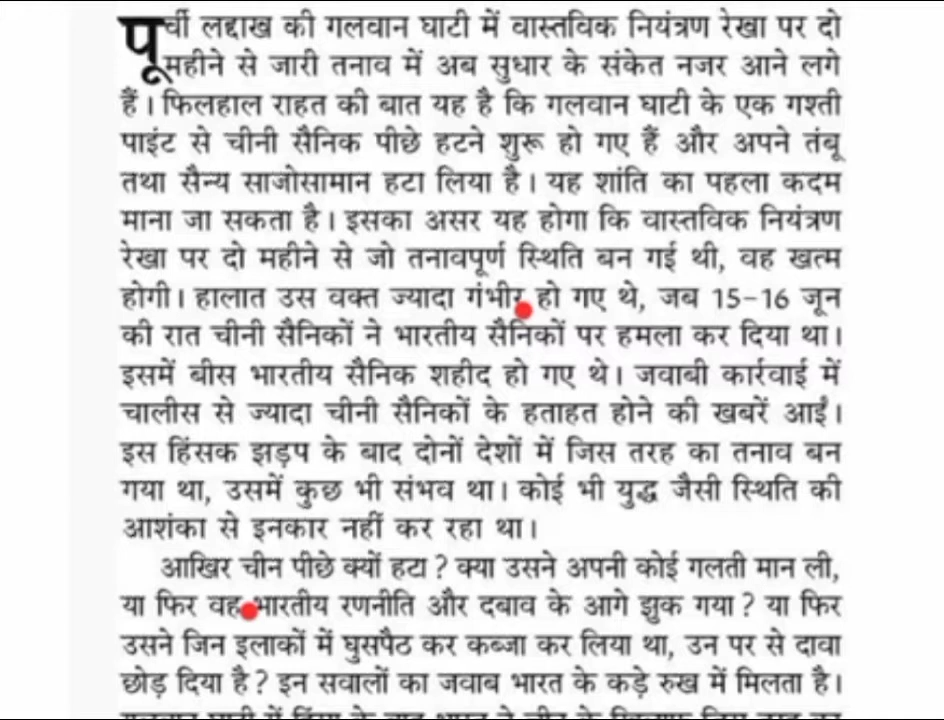 पूर्वी लद्दाख की गलवान घाटी में वास्तविक नियंत्रण रेखा पर दो
महीने से जारी तनाव में अब सुधार के संकेत नजर आने लगे
हैं। फिलहाल राहत की बात यह है कि गलवान घाटी के एक गश्ती
पाइंट से चीनी सैनिक पीछे हटने शुरू हो गए हैं और अपने तंबू
तथा सैन्य साजोसामान हटा लिया है। यह शांति का पहला कदम
माना जा सकता है। इसका असर यह होगा कि वास्तविक नियंत्रण
रेखा पर दो महीने से जो तनावपूर्ण स्थिति बन गई थी, वह खत्म
होगी। हालात उस वक्त ज्यादा गंभीर हो गए थे, जब 15-16 जून
की रात चीनी सैनिकों ने भारतीय सैनिकों पर हमला कर दिया था।
इसमें बीस भारतीय सैनिक शहीद हो गए थे। जवाबी कार्रवाई में
चालीस से ज्यादा चीनी सैनिकों के हताहत होने की खबरें आईं।
इस हिंसक झड़प के बाद दोनों देशों में जिस तरह का तनाव बन
गया था, उसमें कुछ भी संभव था। कोई भी युद्ध जैसी स्थिति की
आशंका से इनकार नहीं कर रहा था।
आखिर चीन पीछे क्यों हटा? क्या उसने अपनी कोई गलती मान ली,
या फिर वह भारतीय रणनीति और दबाव के आगे झुक गया? या फिर
उसने जिन इलाकों में घुसपैठ कर कब्जा कर लिया था, उन पर से दावा
छोड़ दिया है? इन सवालों का जवाब भारत के कड़े रुख में मिलता है।